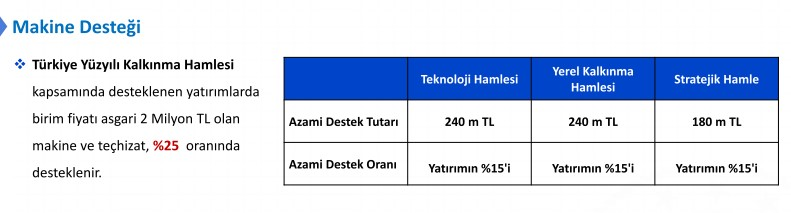 Makine Desteği
❖ Türkiye Yüzyılı Kalkınma Hamlesi
kapsamında desteklenen yatırımlarda
birim fiyatı asgari 2 Milyon TL olan
makine ve teçhizat, %25 oranında
desteklenir.
Teknoloji Hamlesi
Yerel Kalkınma
Hamlesi
Stratejik Hamle
Azami Destek Tutarı 240 m TL 240 m TL 180 m TL
Azami Destek Oranı Yatırımın %15'i Yatırımın %15'i Yatırımın %15'i